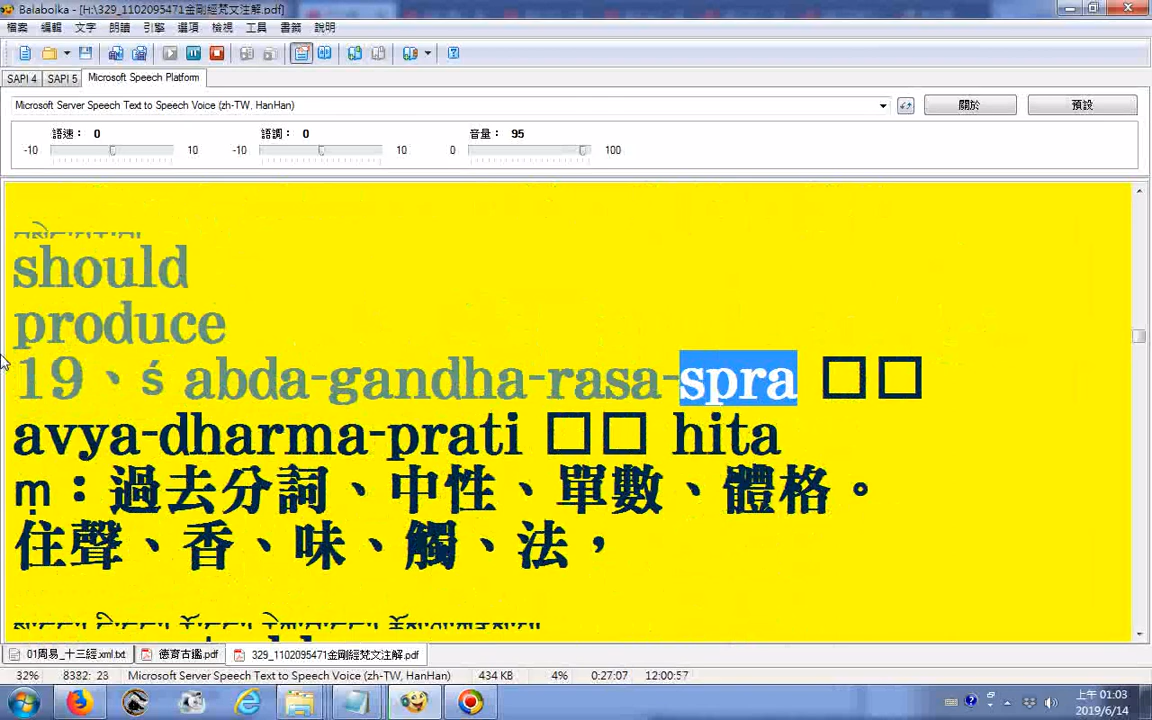 Balabolka - [H:\329_1102095471金剛經梵文注解.pdf]
檔案 編輯 文字 朗讀 引擎 選項 檢視 工具 書籤 說明
SAPI 4 SAPI 5 Microsoft Speech Platform
Microsoft Server Speech Text to Speech Voice (zh-TW, HanHan) 關於 預設
語速： 0 語調： 0 音量： 95
-10 10 -10 10 0 100
should
produce
19、ś abda-gandha-rasa-spra □□
avya-dharma-prati □□ hita
ṃ：過去分詞、中性、單數、體格。
住聲、香、味、觸、法，
01周易_十三經.xml.txt 德育古鑑.pdf 329_1102095471金剛經梵文注解.pdf
32% 8332: 23 Microsoft Server Speech Text to Speech Voice (zh-TW, HanHan) 434 KB 4% 0:27:07 12:00:57
上午 01:03
2019/6/14